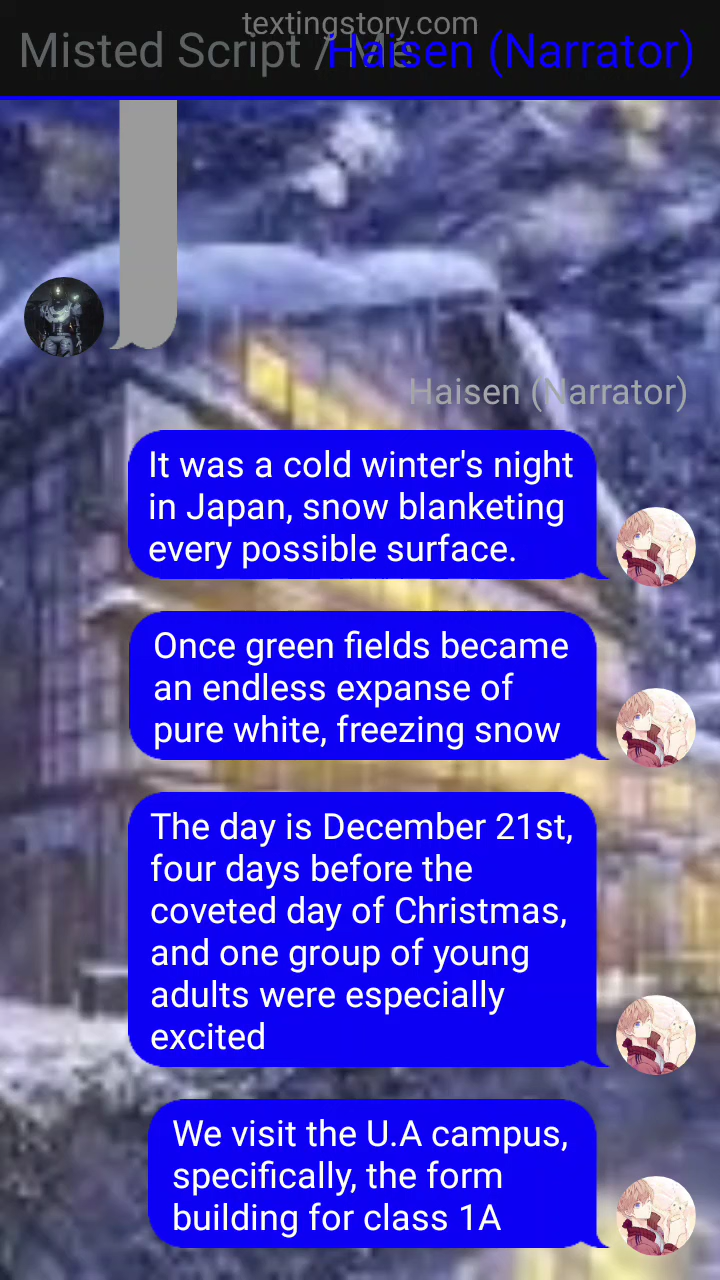 textingstory.com
Misted Script / Me
Haisen (Narrator)
Haisen (Narrator)
It was a cold winter's night
in Japan, snow blanketing
every possible surface.
Once green fields became
an endless expanse of
pure white, freezing snow
The day is December 21st,
four days before the
coveted day of Christmas,
and one group of young
adults were especially
excited
We visit the U.A campus,
specifically, the form
building for class 1A